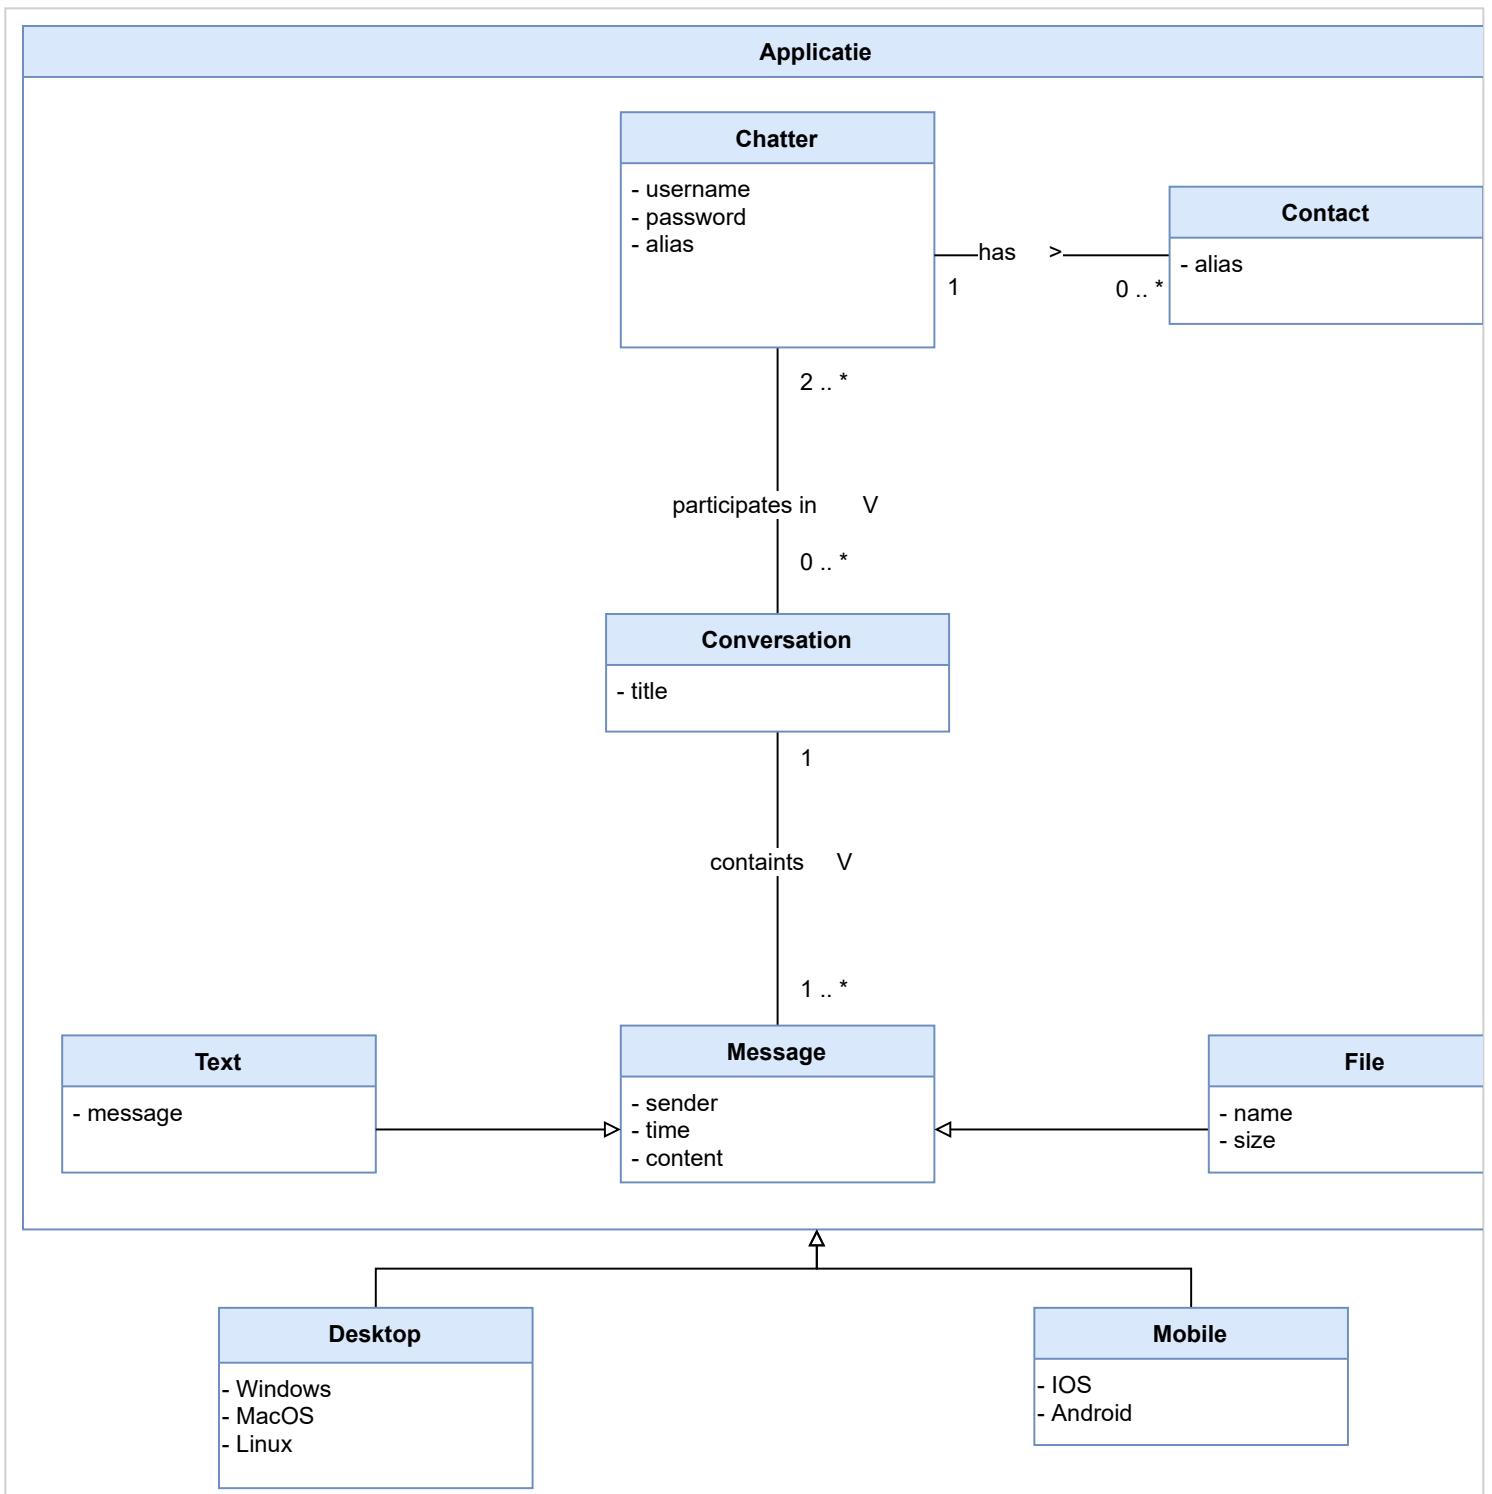 Applicatie
Chatter
- username
- password
- alias
has >
1
0 .. *
Contact
- alias
2 .. *
participates in V
0 .. *
Conversation
- title
1
containts V
1 .. *
Text
- message
Message
- sender
- time
- content
File
- name
- size
Desktop
- Windows
- MacOS
- Linux
Mobile
- IOS
- Android